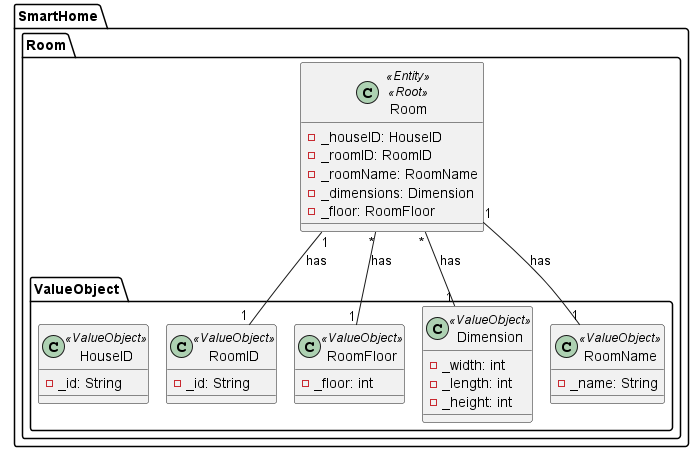 SmartHome
Room
«Entity»
«Root»
C
Room
_houseID: HouseID
_roomID: RoomID
_roomName: RoomName
_dimensions: Dimension
_floor: RoomFloor
1
*
*
1
has
has
has
has
ValueObject
1
1
1
1
C
«ValueObject»
HouseID
_id: String
C
«ValueObject»
RoomID
_id: String
C
«ValueObject»
RoomFloor
_floor: int
C
«ValueObject»
Dimension
_width: int
_length: int
_height: int
C
«ValueObject»
RoomName
_name: String